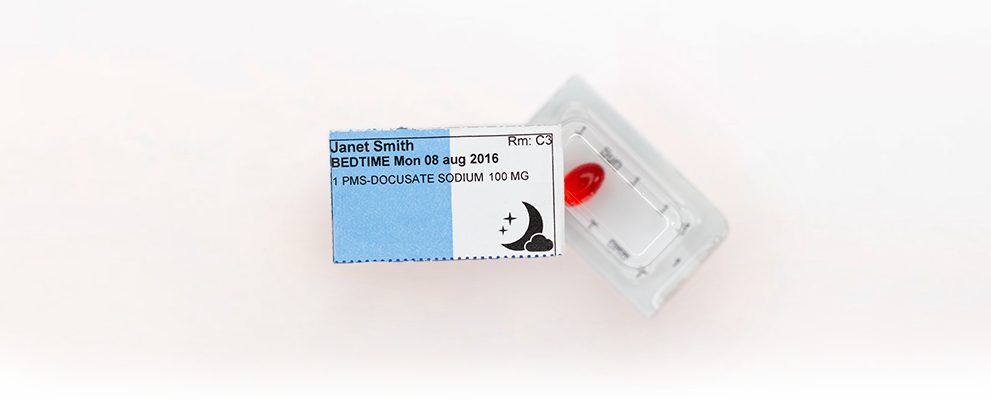 Janet Smith Rm: C3
BEDTIME Mon 08 aug 2016
1 PMS-DOCUSATE SODIUM 100 MG